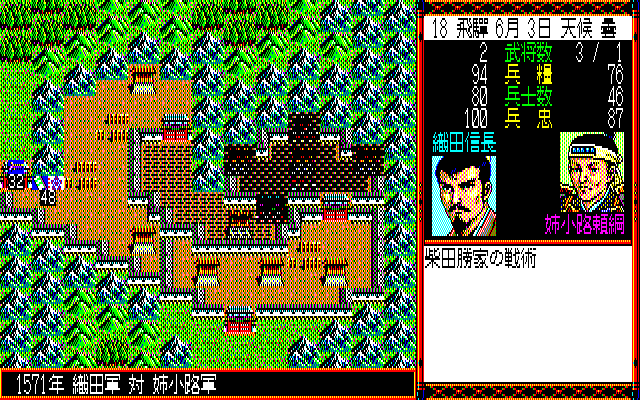 18 飛騨 6月 3日 天候 曇
2 武将数 3 / 1
94 兵 糧 76
80 兵士数 46
100 兵 忠 87
織田信長
姉小路頼綱
柴田勝家の戦術
32
48
1571年 織田軍 対 姉小路軍